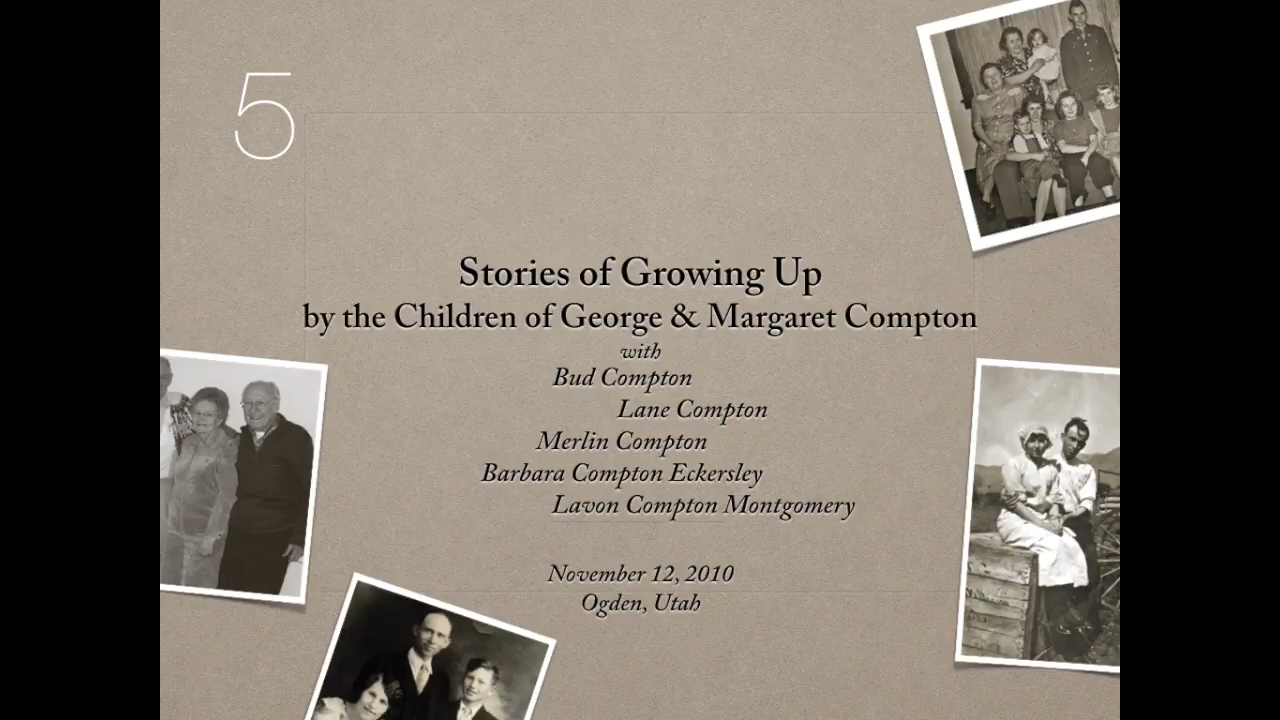 5
Stories of Growing Up
by the Children of George & Margaret Compton
with
Bud Compton
Lane Compton
Merlin Compton
Barbara Compton Eckersley
Lavon Compton Montgomery
November 12, 2010
Ogden, Utah